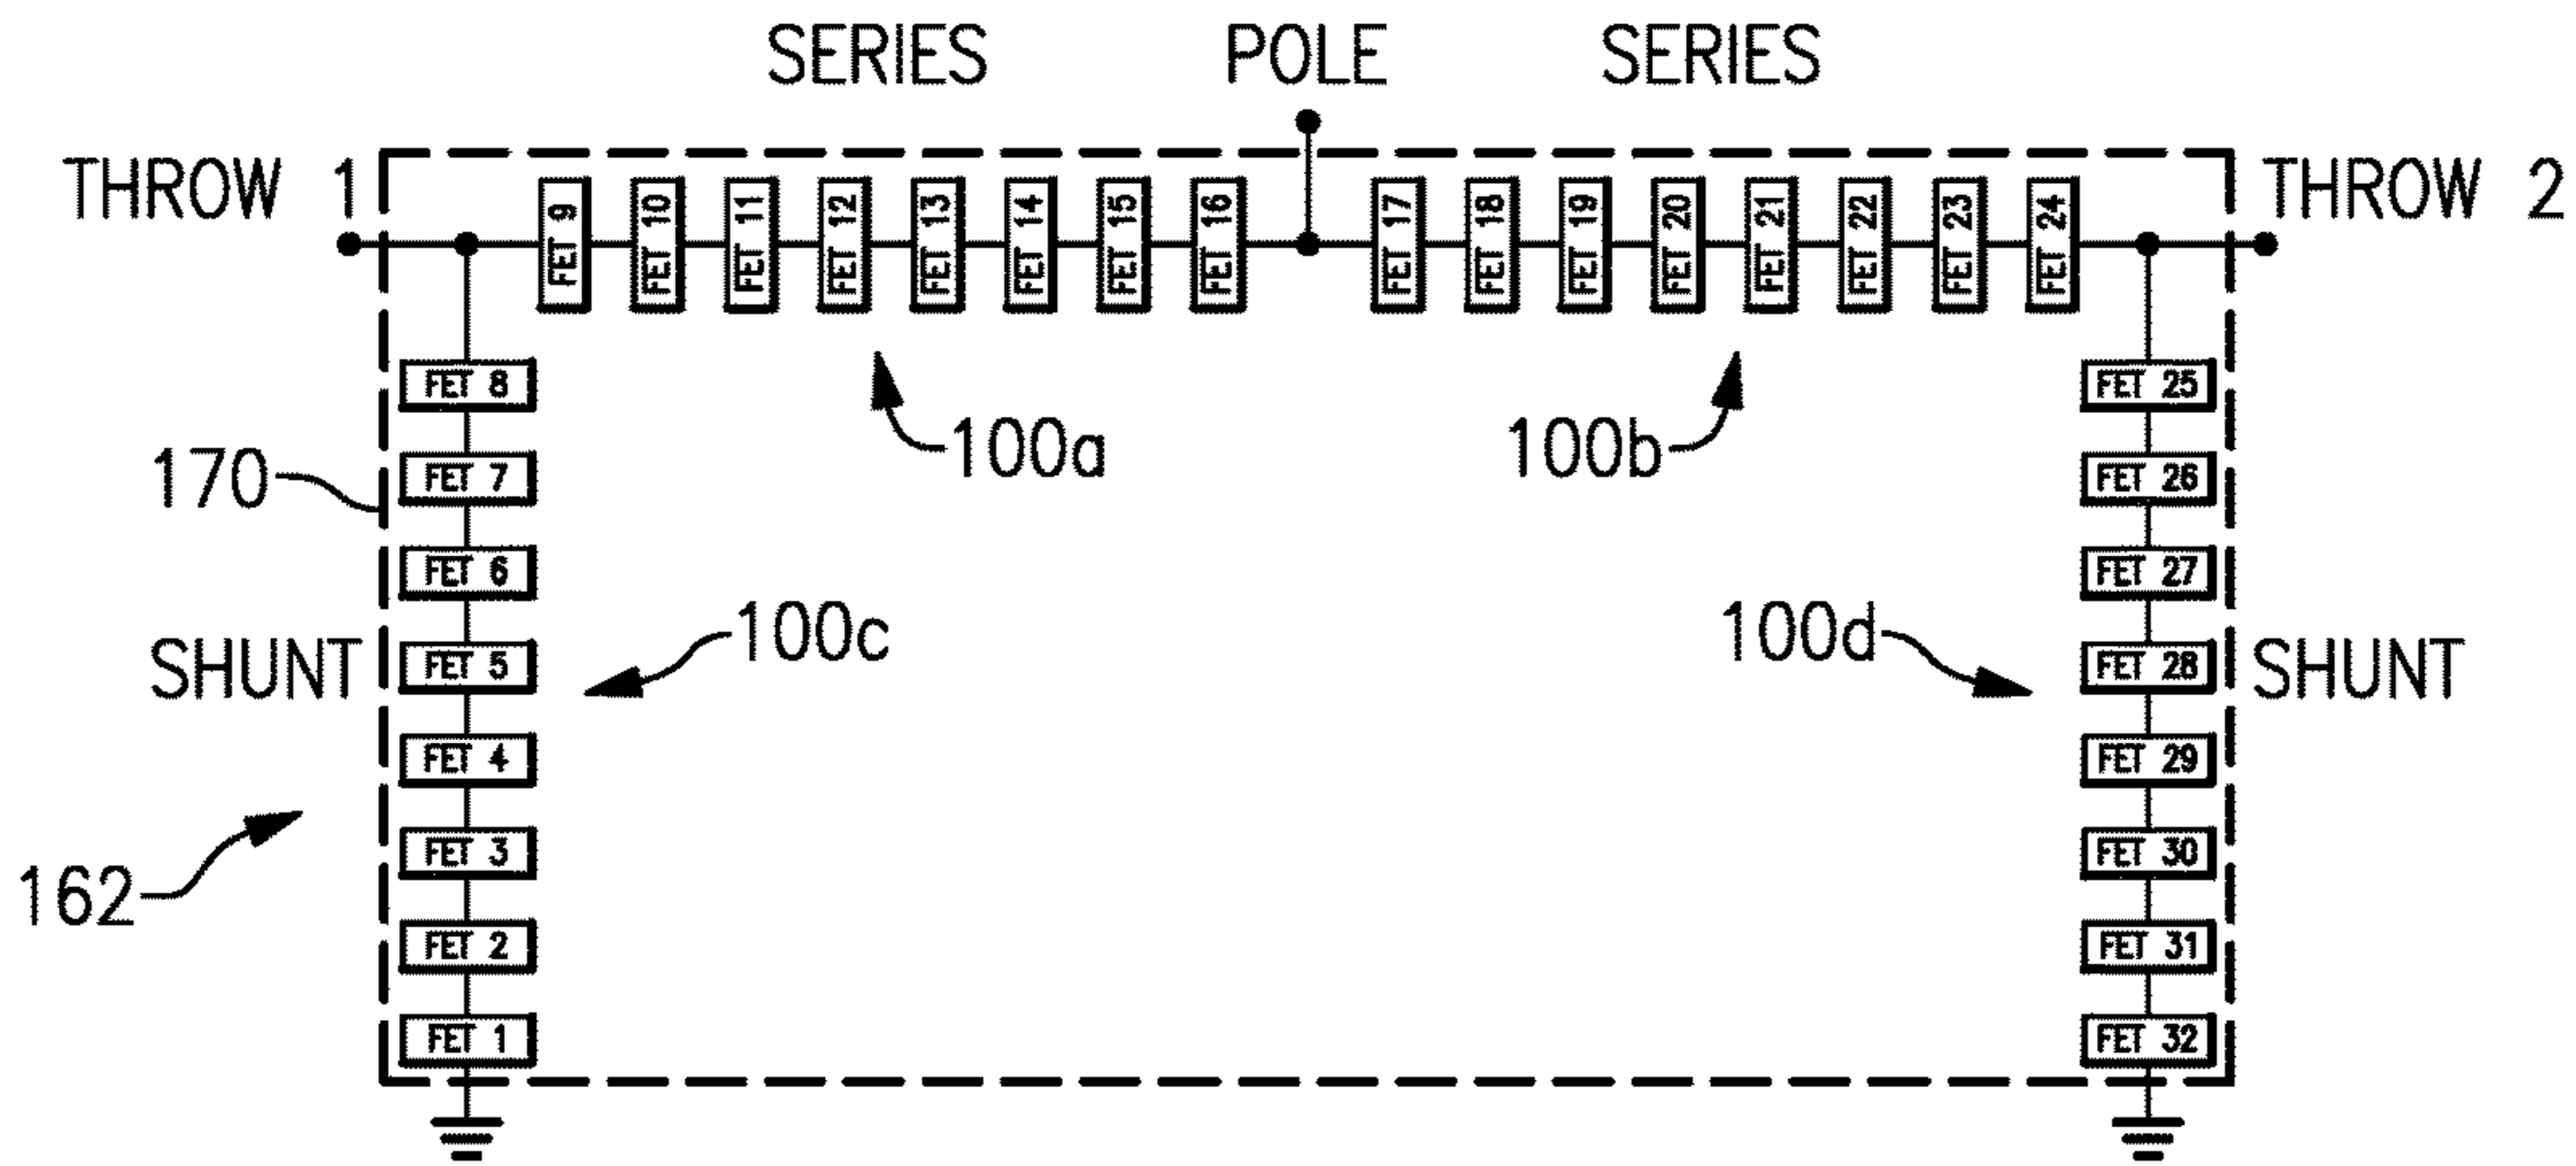 SERIES POLE SERIES
THROW 1 THROW 2
FET 9 FET 10 FET 11 FET 12 FET 13 FET 14 FET 15 FET 16 FET 17 FET 18 FET 19 FET 20 FET 21 FET 22 FET 23 FET 24
FET 8 FET 25
100a 100b
170 FET 7 FET 26
FET 6 FET 27
100c 100d
SHUNT FET 5 FET 28 SHUNT
FET 4 FET 29
FET 3 FET 30
162
FET 2 FET 31
FET 1 FET 32